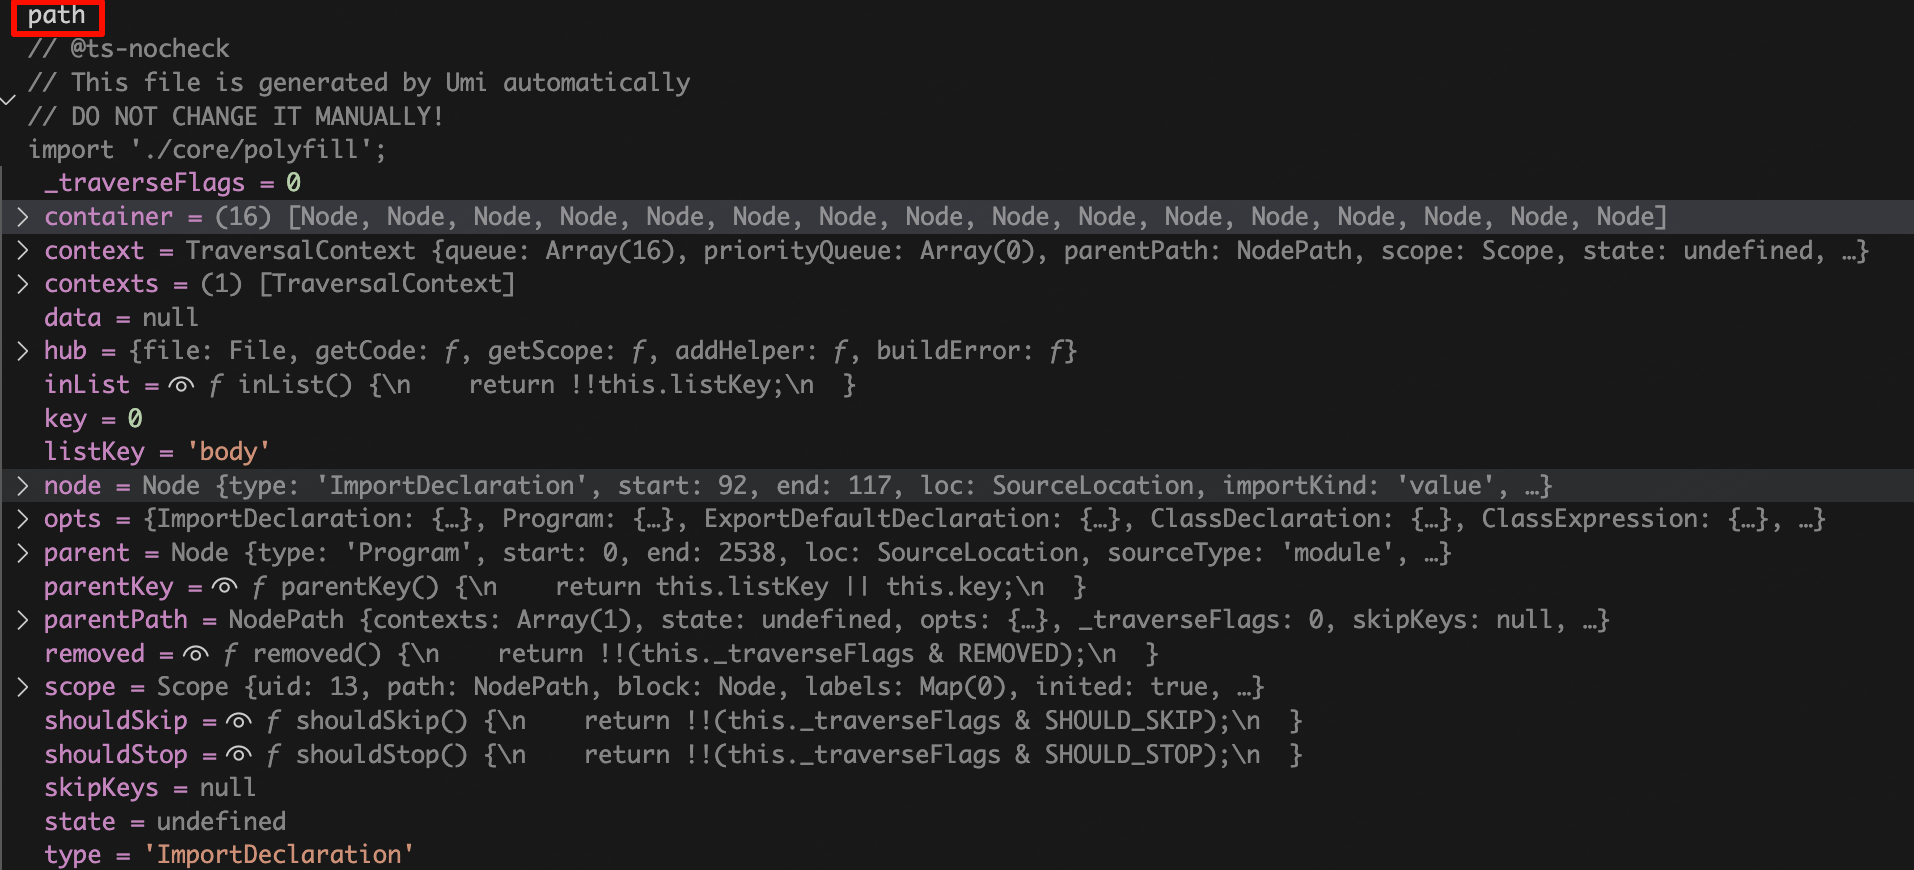 path
// @ts-nocheck
// This file is generated by Umi automatically
// DO NOT CHANGE IT MANUALLY!
import './core/polyfill';
_traverseFlags = 0
container = (16) [Node, Node, Node, Node, Node, Node, Node, Node, Node, Node, Node, Node, Node, Node, Node, Node]
context = TraversalContext {queue: Array(16), priorityQueue: Array(0), parentPath: NodePath, scope: Scope, state: undefined, …}
contexts = (1) [TraversalContext]
data = null
hub = {file: File, getCode: ƒ, getScope: ƒ, addHelper: ƒ, buildError: ƒ}
inList = ƒ inList() {\n    return !!this.listKey;\n  }
key = 0
listKey = 'body'
node = Node {type: 'ImportDeclaration', start: 92, end: 117, loc: SourceLocation, importKind: 'value', …}
opts = {ImportDeclaration: {…}, Program: {…}, ExportDefaultDeclaration: {…}, ClassDeclaration: {…}, ClassExpression: {…}, …}
parent = Node {type: 'Program', start: 0, end: 2538, loc: SourceLocation, sourceType: 'module', …}
parentKey = ƒ parentKey() {\n    return this.listKey || this.key;\n  }
parentPath = NodePath {contexts: Array(1), state: undefined, opts: {…}, _traverseFlags: 0, skipKeys: null, …}
removed = ƒ removed() {\n    return !!(this._traverseFlags & REMOVED);\n  }
scope = Scope {uid: 13, path: NodePath, block: Node, labels: Map(0), inited: true, …}
shouldSkip = ƒ shouldSkip() {\n    return !!(this._traverseFlags & SHOULD_SKIP);\n  }
shouldStop = ƒ shouldStop() {\n    return !!(this._traverseFlags & SHOULD_STOP);\n  }
skipKeys = null
state = undefined
type = 'ImportDeclaration'